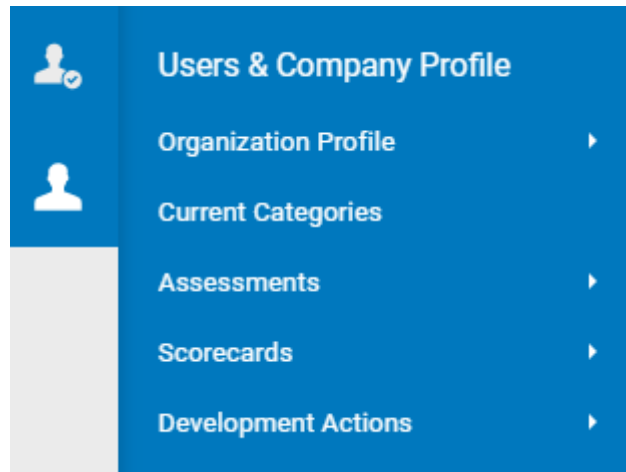 Users & Company Profile
Organization Profile
Current Categories
Assessments
Scorecards
Development Actions